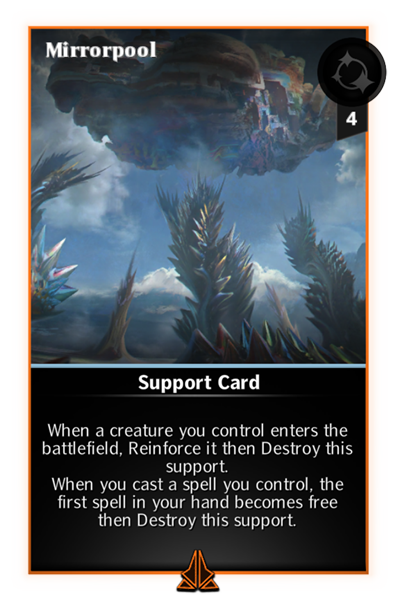 Mirrorpool
4
Support Card
When a creature you control enters the
battlefield, Reinforce it then Destroy this
support.
When you cast a spell you control, the
first spell in your hand becomes free
then Destroy this support.